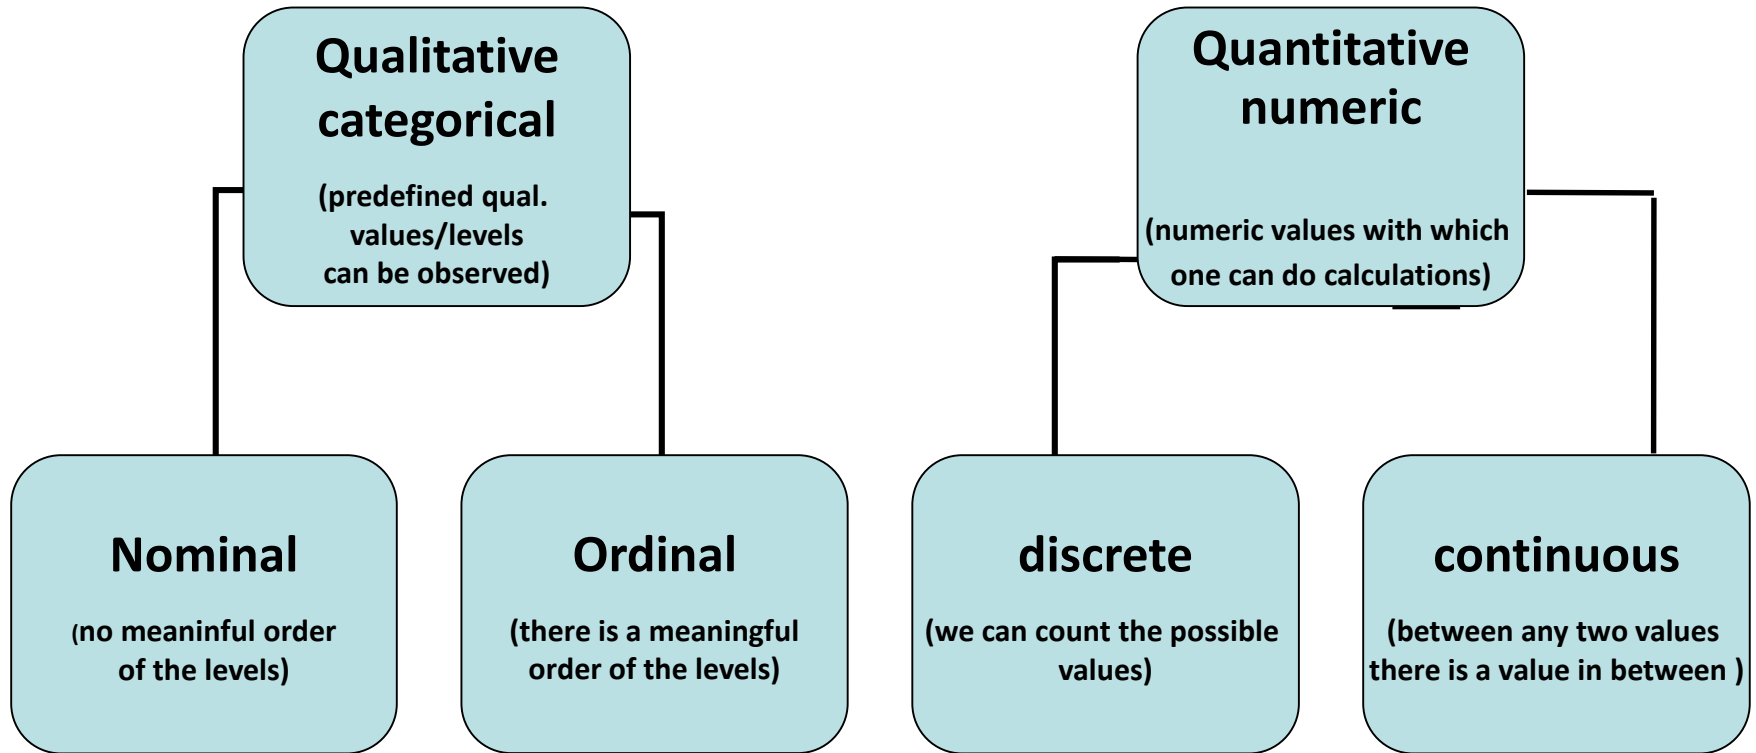 Qualitative
categorical
(predefined qual.
values/levels
can be observed)
Quantitative
numeric
(numeric values with which
one can do calculations)
Nominal
(no meaninful order
of the levels)
Ordinal
(there is a meaningful
order of the levels)
discrete
(we can count the possible
values)
continuous
(between any two values
there is a value in between )